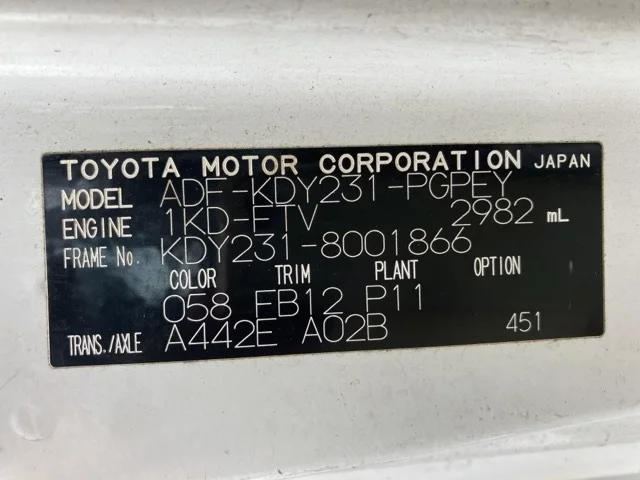 TOYOTA MOTOR CORPORATION JAPAN
MODEL ADF-KDY231-PGPEY
ENGINE 1KD-FTV 2982 mL
FRAME No. KDY231-8001866
COLOR TRIM PLANT OPTION
058 FB12 P11
TRANS./AXLE A442E A02B 451